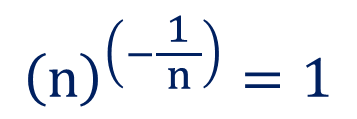 (n)^(−1/n) = 1